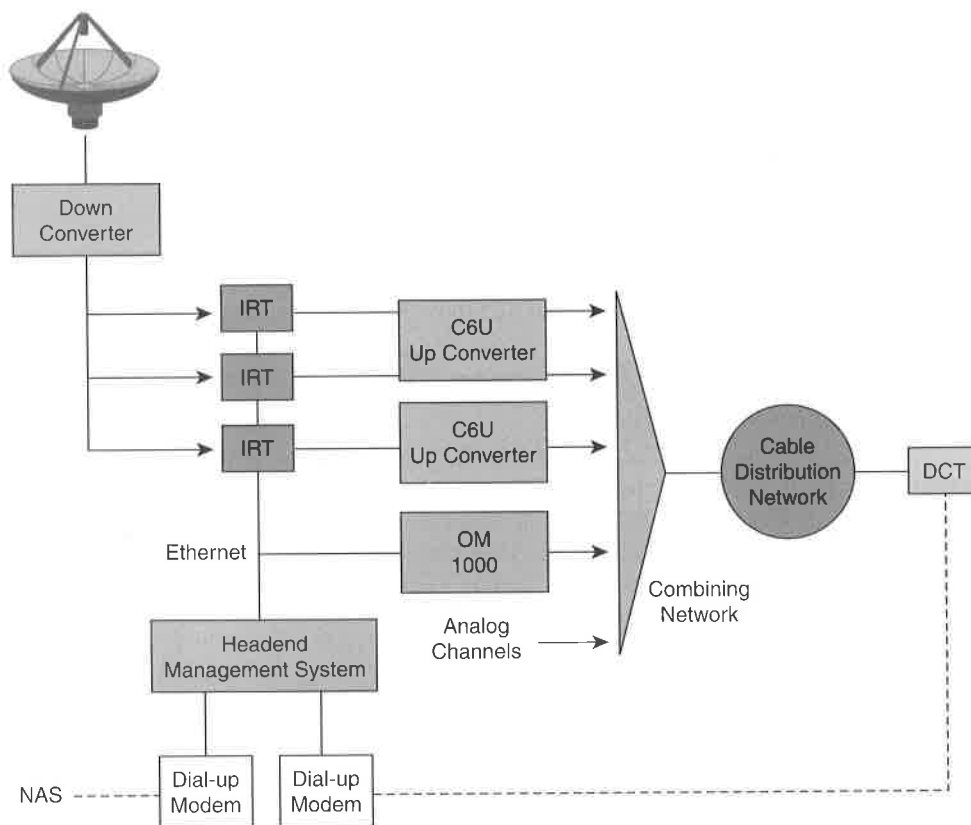 Down
Converter
IRT
C6U
Up Converter
IRT
IRT
C6U
Up Converter
Cable
Distribution
Network
DCT
Ethernet
OM
1000
Combining
Network
Analog
Channels
Headend
Management System
NAS
Dial-up
Modem
Dial-up
Modem